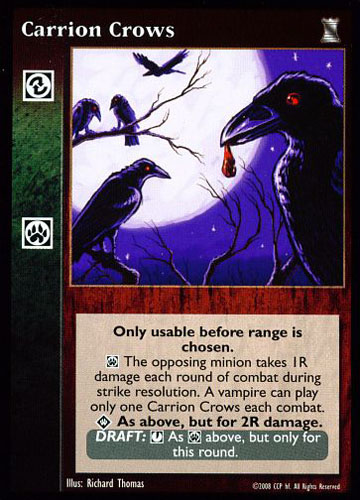 Carrion Crows
Only usable before range is
chosen.
The opposing minion takes 1R
damage each round of combat during
strike resolution. A vampire can play
only one Carrion Crows each combat.
As above, but for 2R damage.
DRAFT: As above, but only for
this round.
Illus: Richard Thomas
©2008 CCP hf. All Rights Reserved